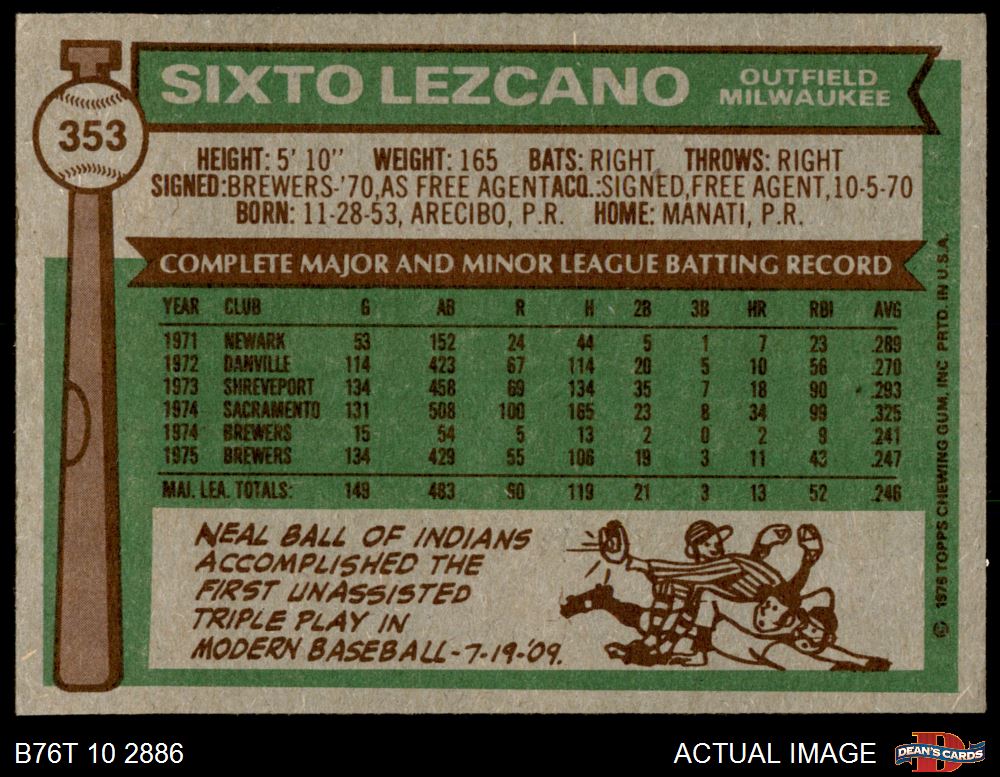 353
SIXTO LEZCANO
OUTFIELD
MILWAUKEE
HEIGHT: 5' 10" WEIGHT: 165 BATS: RIGHT THROWS: RIGHT
SIGNED:BREWERS-'70,AS FREE AGENT ACQ.:SIGNED,FREE AGENT,10-5-70
BORN: 11-28-53, ARECIBO, P.R. HOME: MANATI, P.R.
COMPLETE MAJOR AND MINOR LEAGUE BATTING RECORD
YEAR CLUB G AB R H 2B 3B HR RBI AVG
1971 NEWARK 53 152 24 44 5 1 7 23 .289
1972 DANVILLE 114 423 67 114 20 5 10 56 .270
1973 SHREVEPORT 134 458 69 134 35 7 18 90 .293
1974 SACRAMENTO 131 508 100 165 23 8 34 99 .325
1974 BREWERS 15 54 5 13 2 0 2 9 .241
1975 BREWERS 134 429 55 106 19 3 11 43 .247
MAJ. LEA. TOTALS: 149 483 60 119 21 3 13 52 .246
NEAL BALL OF INDIANS
ACCOMPLISHED THE
FIRST UNASSISTED
TRIPLE PLAY IN
MODERN BASEBALL-7-19-'09.
© 1976 TOPPS CHEWING GUM, INC PRTD. IN U.S.A.
B76T 10 2886
ACTUAL IMAGE
D
DEAN'S CARDS